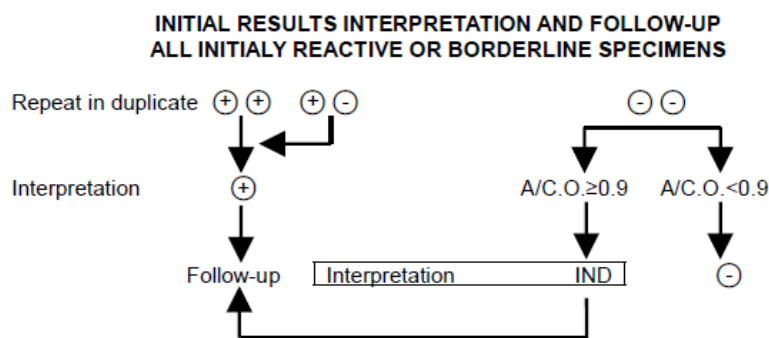 INITIAL RESULTS INTERPRETATION AND FOLLOW-UP
ALL INITIALY REACTIVE OR BORDERLINE SPECIMENS
Repeat in duplicate ⊕ ⊕ ⊕ ⊖ ⊖ ⊖
Interpretation ⊕ A/C.O.≥0.9 A/C.O.<0.9
Follow-up Interpretation IND ⊖